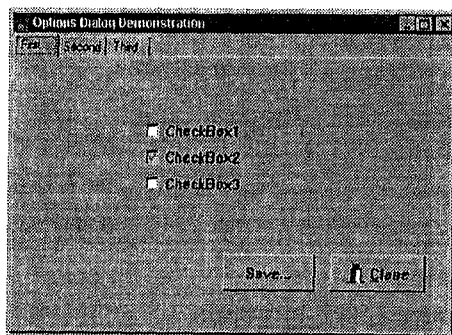 Options Dialog Demonstration
First Second Third
CheckBox1
CheckBox2
CheckBox3
Save... Close